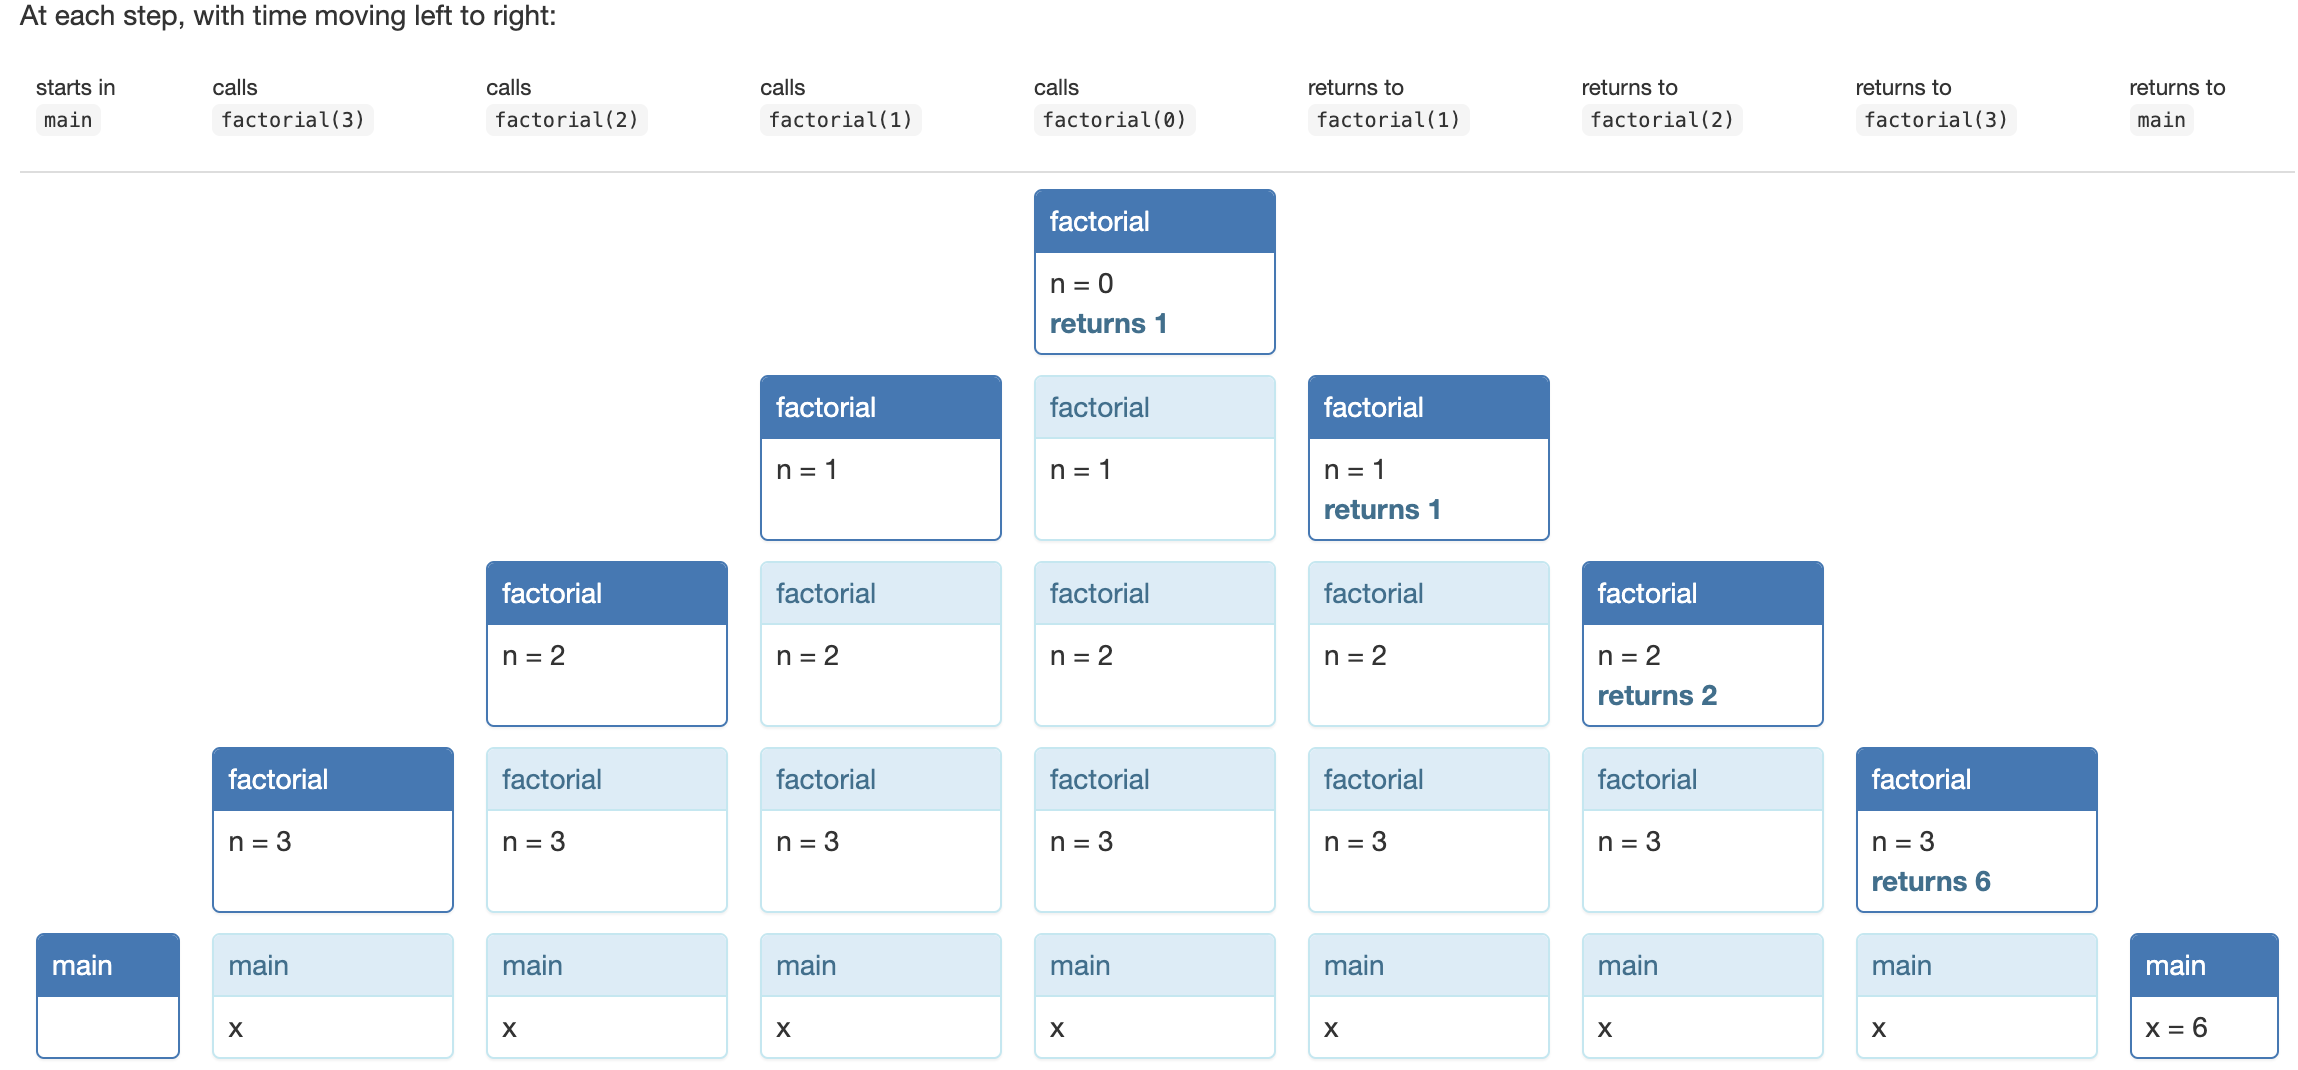 At each step, with time moving left to right:
starts in calls calls calls calls returns to returns to returns to returns to
main factorial(3) factorial(2) factorial(1) factorial(0) factorial(1) factorial(2) factorial(3) main
factorial
n = 0
returns 1
factorial factorial factorial
n = 1 n = 1 n = 1
returns 1
factorial factorial factorial factorial factorial
n = 2 n = 2 n = 2 n = 2 n = 2
returns 2
factorial factorial factorial factorial factorial factorial factorial
n = 3 n = 3 n = 3 n = 3 n = 3 n = 3 n = 3
returns 6
main main main main main main main main main
x x x x x x x x = 6